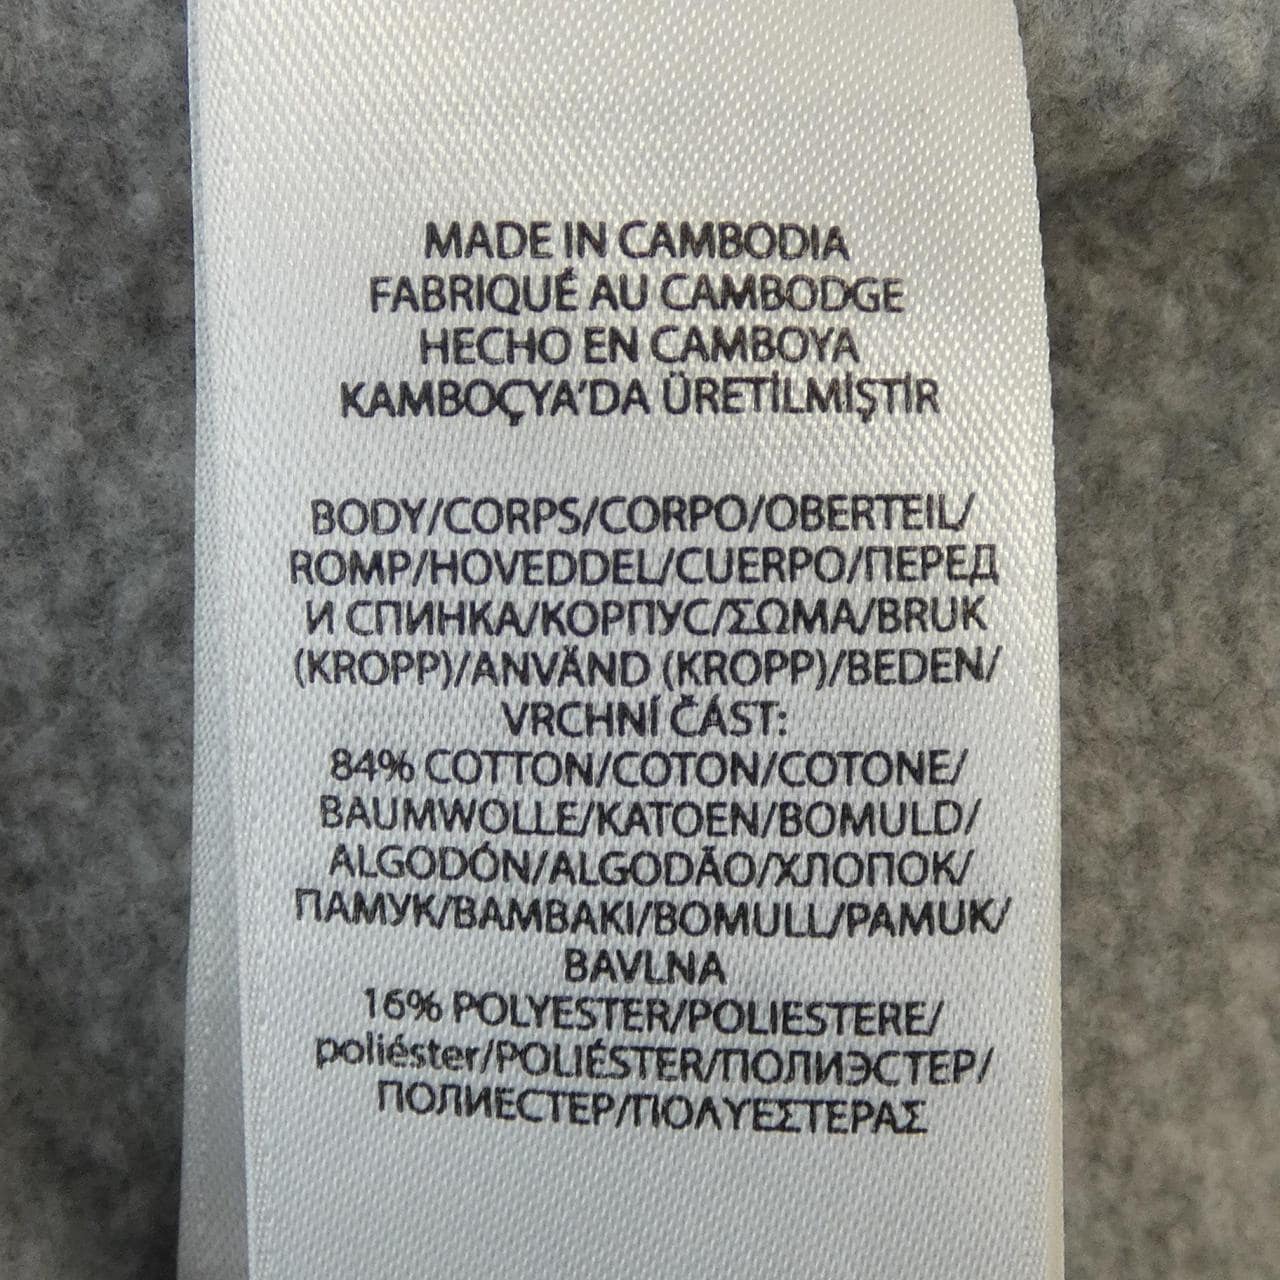 MADE IN CAMBODIA
FABRIQUÉ AU CAMBODGE
HECHO EN CAMBOYA
KAMBOÇYA'DA ÜRETİLMİŞTİR
BODY/CORPS/CORPO/OBERTEIL/
ROMP/HOVEDDEL/CUERPO/ПЕРЕД
И СПИНКА/КОРПУС/ΣΩΜΑ/BRUK
(KROPP)/ANVÄND (KROPP)/BEDEN/
VRCHNÍ ČÁST:
84% COTTON/COTON/COTONE/
BAUMWOLLE/KATOEN/BOMULD/
ALGODÓN/ALGODÃO/ХЛОПОК/
ПАМУК/ΒΑΜΒΑΚΙ/BOMULL/PAMUK/
BAVLNA
16% POLYESTER/POLIESTERE/
poliéster/POLIÉSTER/ПОЛИЭСТЕР/
ПОЛИЕСТЕР/ΠΟΛΥΕΣΤΕΡΑΣ